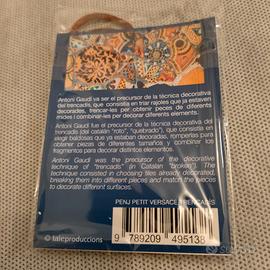 Antoni Gaudí va ser el precursor de la tècnica decorativa
del trencadís, que consistia en triar rajoles que ja estaven
decorades, trencar-les per obtenir peces de diferents
mides i combinar-les per decorar diferents elements.
Antoni Gaudí fue el precursor de la técnica decorativa del
trencadís (del catalán "roto", "quebrado"), que consistía en
elegir baldosas que ya estaban decoradas, romperlas para
obtener piezas de diferentes tamaños y combinar los
fragmentos para decorar distintos elementos.
Antoni Gaudí was the precursor of the decorative
technique of "trencadís" (in Catalan "broken"). The
technique consisted in choosing tiles already decorated,
breaking them into different pieces and match the pieces
to decorate different surfaces.
PENJ PETIT VERSACE TRENCADIS
9 789209 495138
© taleproduccions